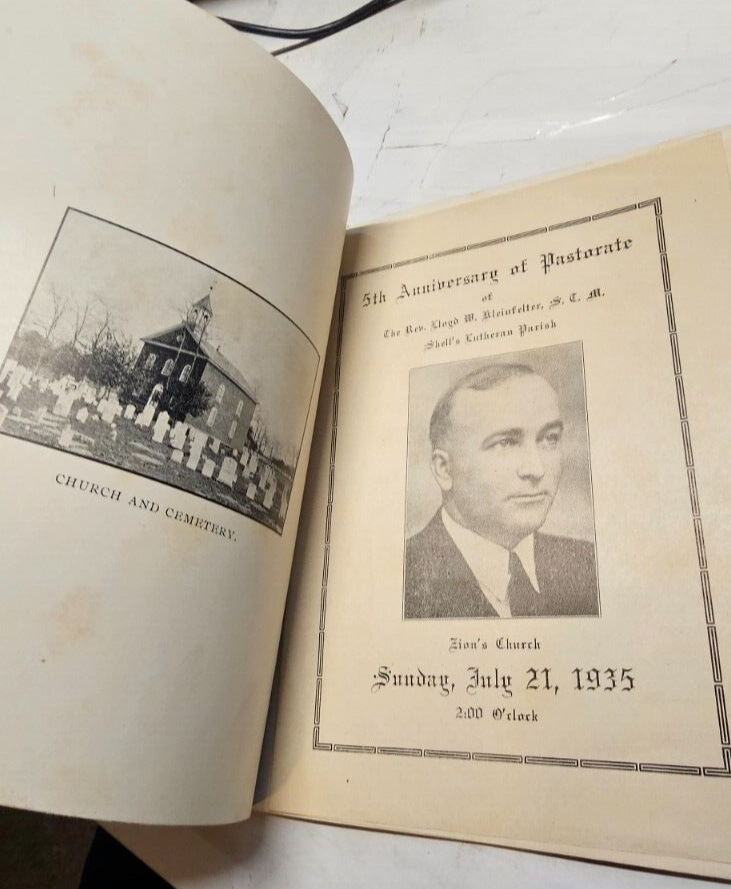 CHURCH AND CEMETERY.
5th Anniversary of Pastorate
of
The Rev. Lloyd W. Kleinfelter, S. T. M.
Shell's Lutheran Parish
Zion's Church
Sunday, July 21, 1935
2:00 O'clock